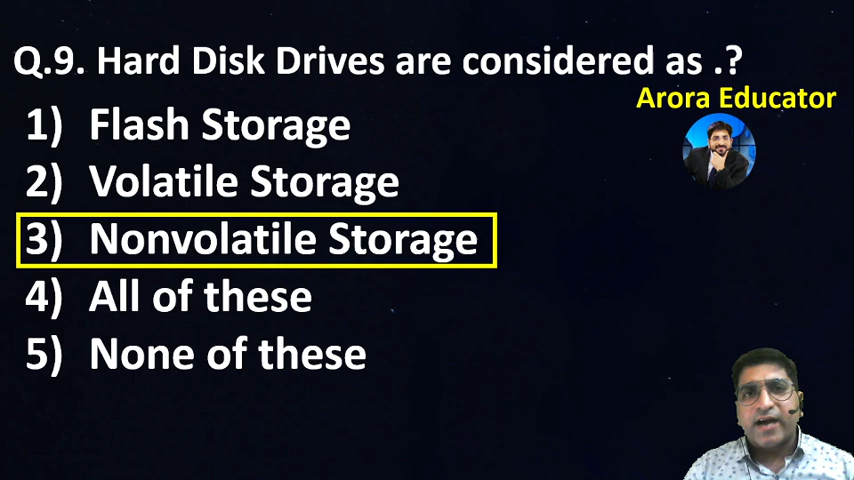 Q.9. Hard Disk Drives are considered as .?
Arora Educator
1) Flash Storage
2) Volatile Storage
3) Nonvolatile Storage
4) All of these
5) None of these